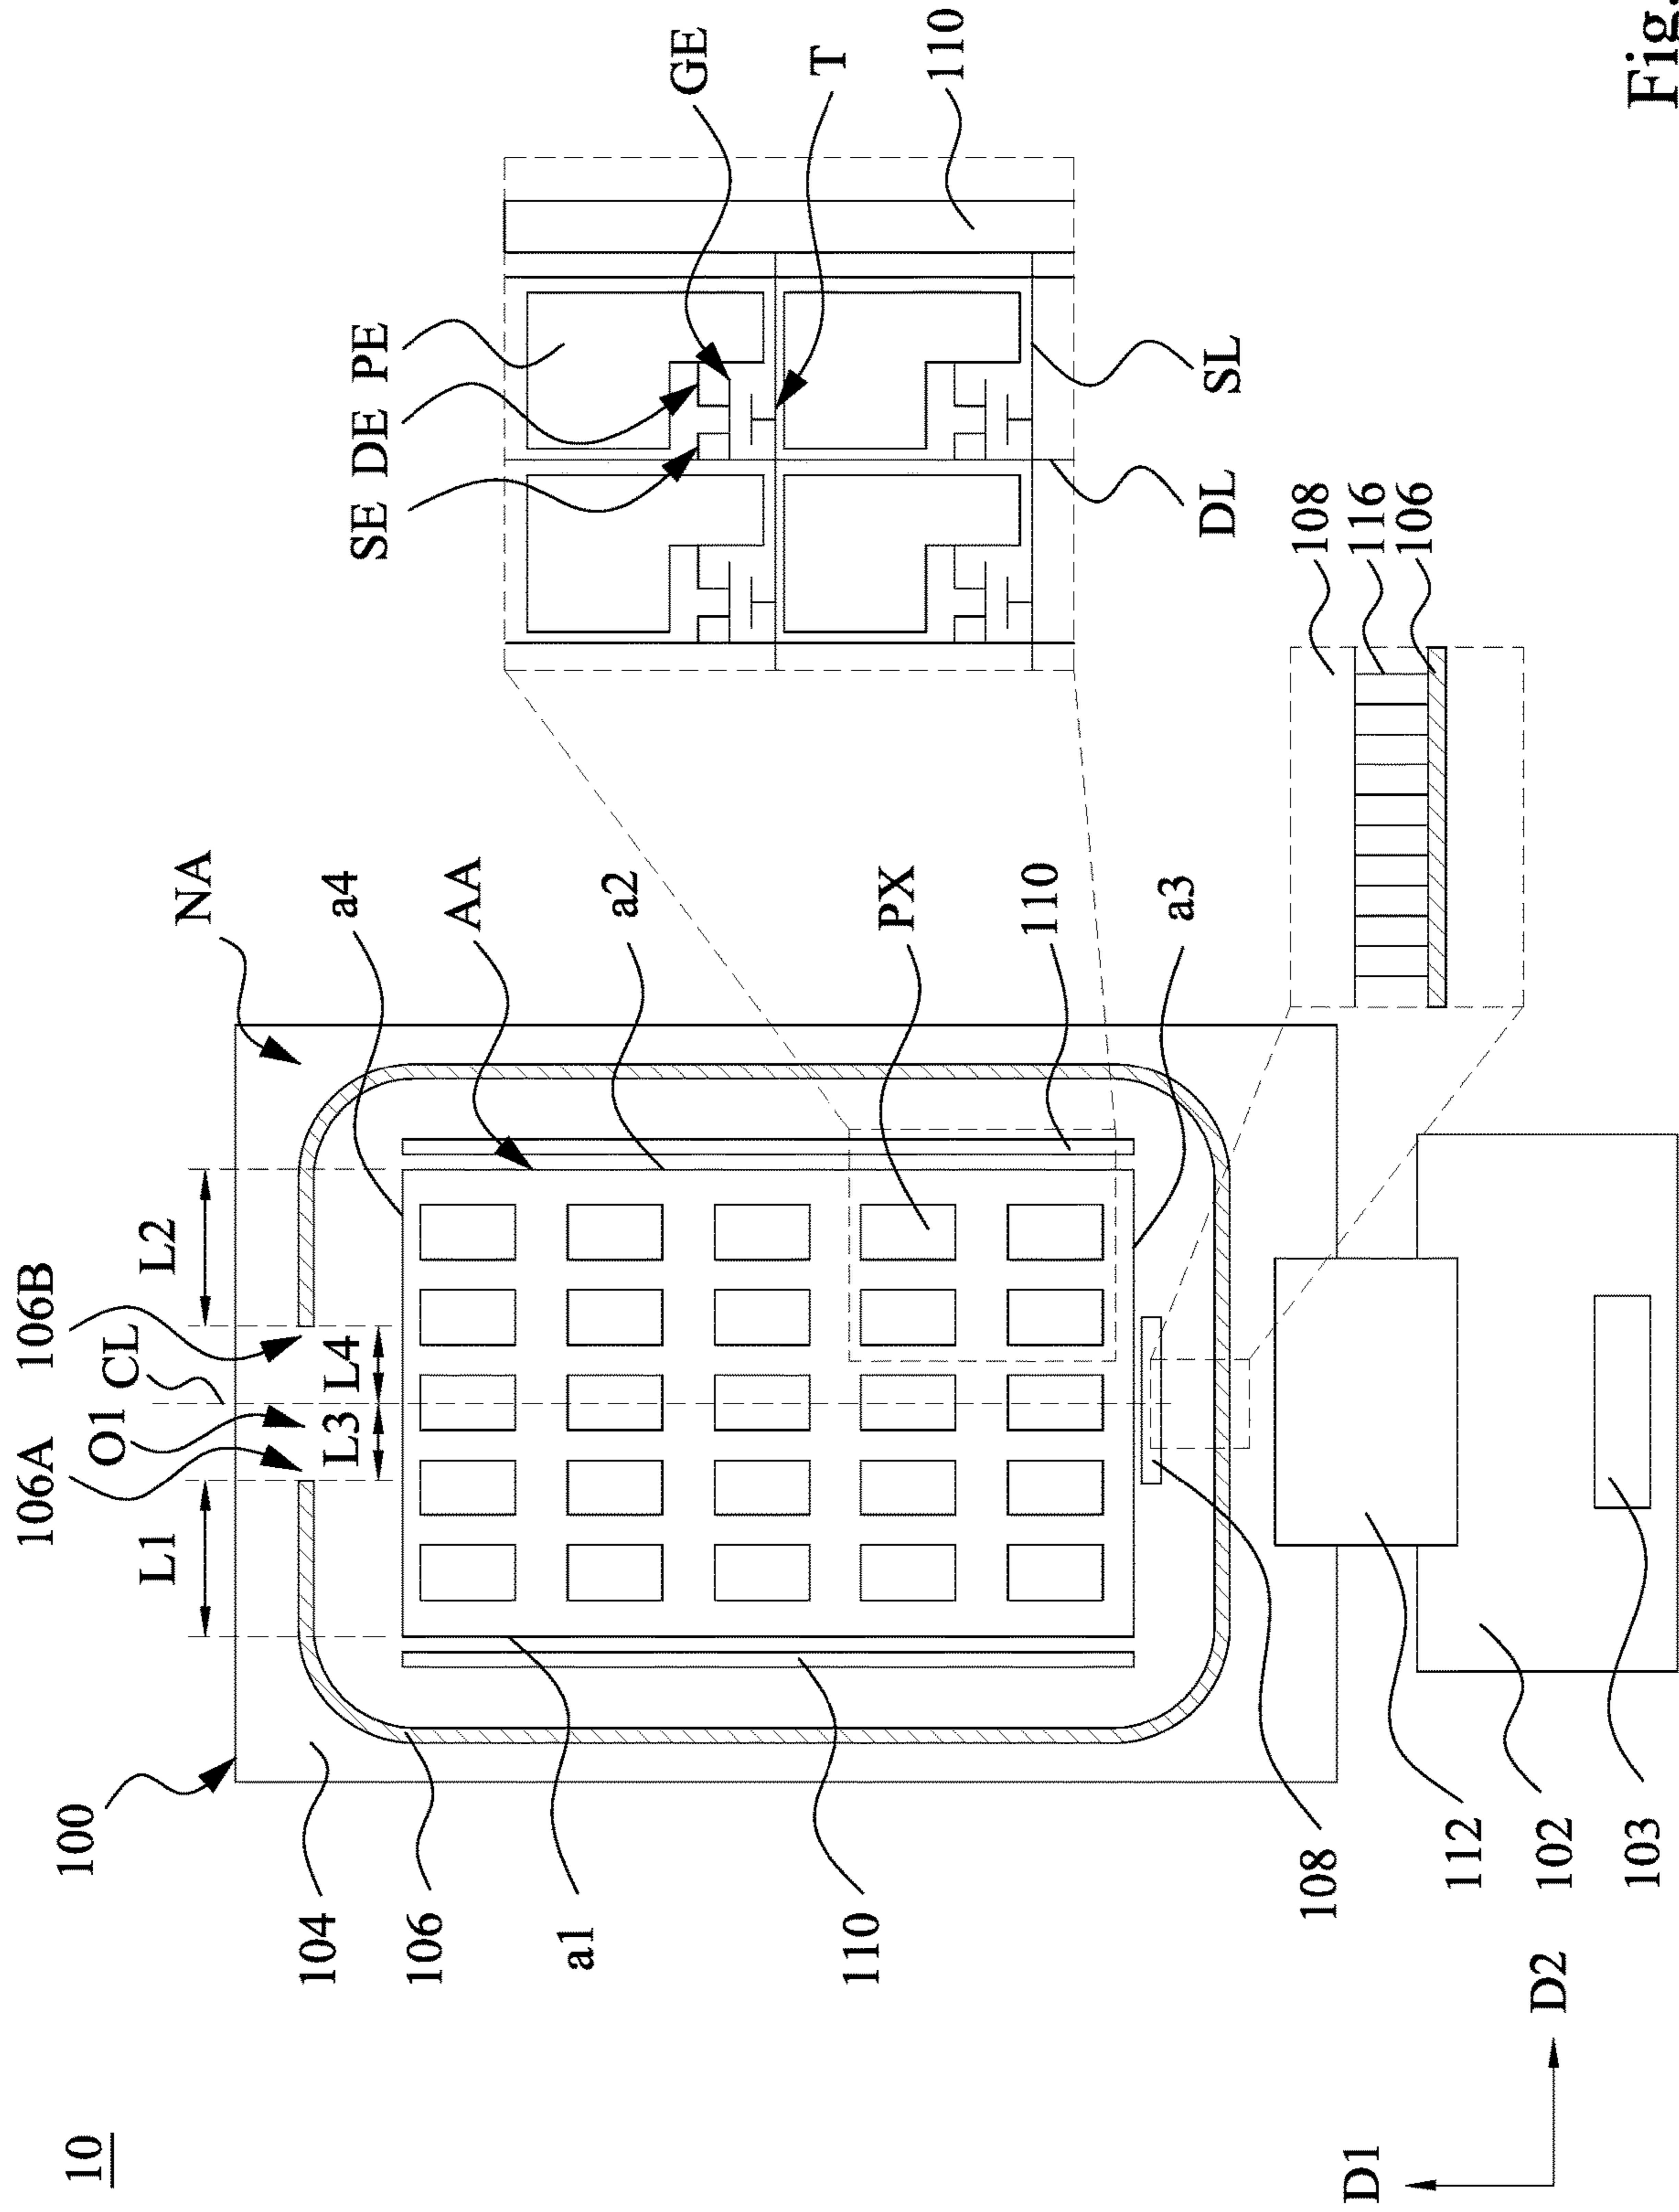 10
100
104
106
a1
110
108
112
102
103
D1
D2
106A
O1
CL
106B
L1
L3
L4
L2
NA
a4
AA
a2
PX
110
a3
SE
DE
PE
GE
T
110
SL
DL
108
116
106
Fig.